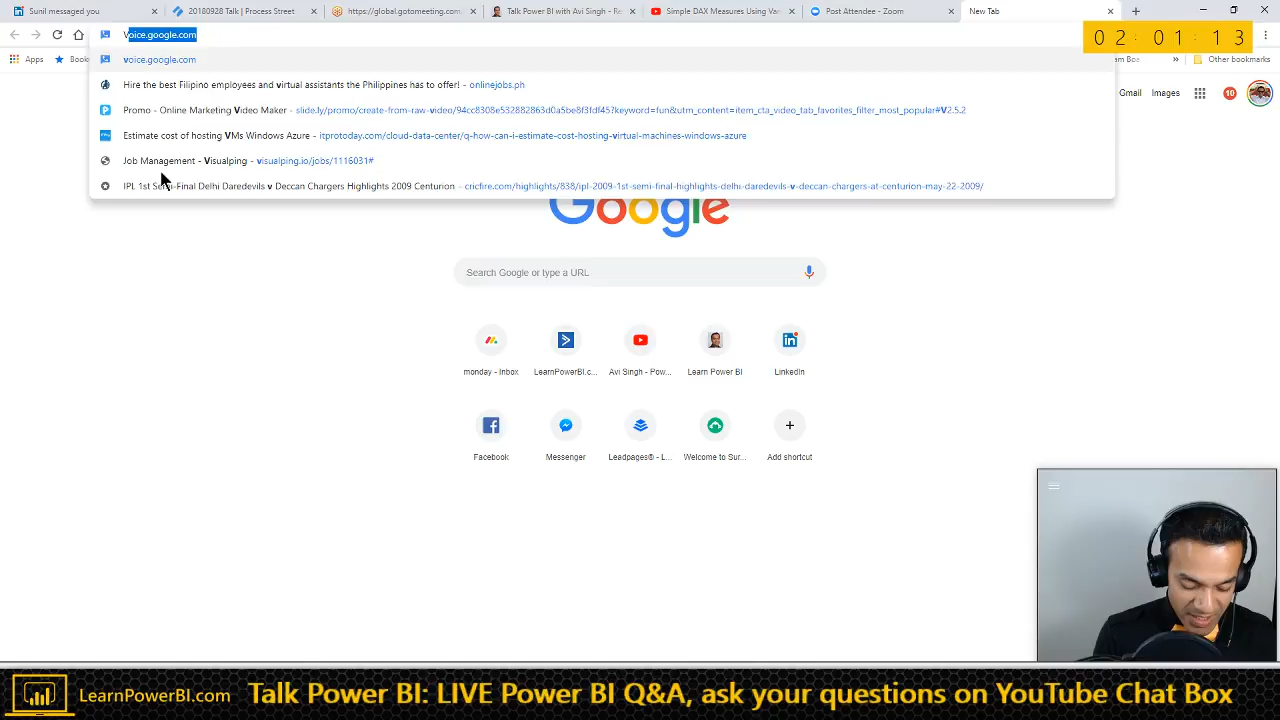 Sunil messaged you
20180928 Talk | Process Street
https://global.gotomeeting.com...
Talk Power BI with Avi Singh - Re
Simple DAX Measures Using Var
Post Attendee - Zoom
New Tab
Voice.google.com
02:01:13
Apps
Book
Boa
Other bookmarks
voice.google.com
Hire the best Filipino employees and virtual assistants the Philippines has to offer! - onlinejobs.ph
Promo - Online Marketing Video Maker - slide.ly/promo/create-from-raw-video/94cc8308e532882863d0a5be8f3fdf45?keyword=fun&utm_content=item_cta_video_tab_favorites_filter_most_popular#V2.5.2
Estimate cost of hosting VMs Windows Azure - itprotoday.com/cloud-data-center/q-how-can-i-estimate-cost-hosting-virtual-machines-windows-azure
Job Management - Visualping - visualping.io/jobs/1116031#
IPL 1st Semi-Final Delhi Daredevils v Deccan Chargers Highlights 2009 Centurion - cricfire.com/highlights/838/ipl-2009-1st-semi-final-highlights-delhi-daredevils-v-deccan-chargers-at-centurion-may-22-2009/
Gmail
Images
10
Google
Search Google or type a URL
monday - Inbox
LearnPowerBI.c...
Avi Singh - Pow...
Learn Power BI
LinkedIn
Facebook
Messenger
Leadpages® - L...
Welcome to Sur...
Add shortcut
LearnPowerBI.com
Talk Power BI: LIVE Power BI Q&A, ask your questions on YouTube Chat Box